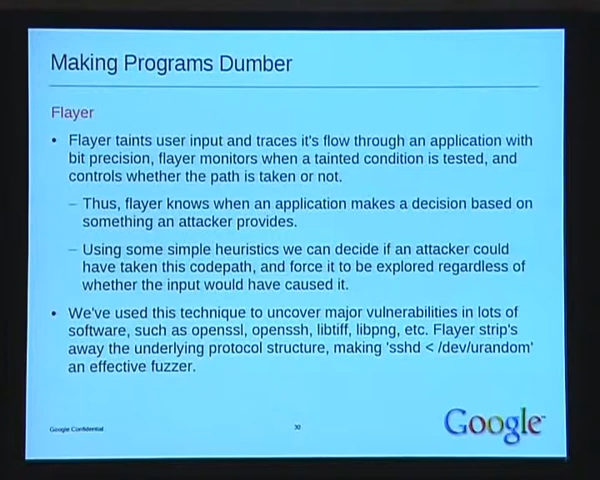 Making Programs Dumber
Flayer
• Flayer taints user input and traces it's flow through an application with
bit precision, flayer monitors when a tainted condition is tested, and
controls whether the path is taken or not.
– Thus, flayer knows when an application makes a decision based on
something an attacker provides.
– Using some simple heuristics we can decide if an attacker could
have taken this codepath, and force it to be explored regardless of
whether the input would have caused it.
• We've used this technique to uncover major vulnerabilities in lots of
software, such as openssl, openssh, libtiff, libpng, etc. Flayer strip's
away the underlying protocol structure, making 'sshd < /dev/urandom'
an effective fuzzer.
Google Confidential
30
Google